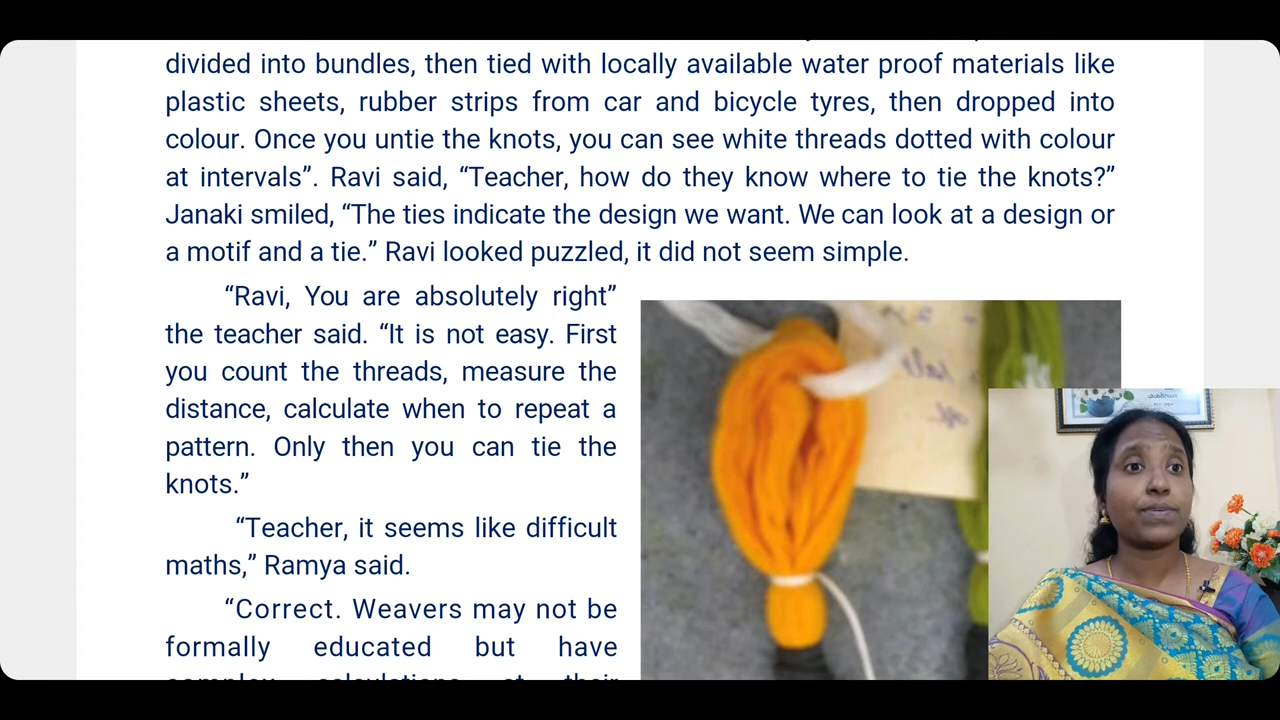 divided into bundles, then tied with locally available water proof materials like
plastic sheets, rubber strips from car and bicycle tyres, then dropped into
colour. Once you untie the knots, you can see white threads dotted with colour
at intervals”. Ravi said, “Teacher, how do they know where to tie the knots?”
Janaki smiled, “The ties indicate the design we want. We can look at a design or
a motif and a tie.” Ravi looked puzzled, it did not seem simple.
“Ravi, You are absolutely right”
the teacher said. “It is not easy. First
you count the threads, measure the
distance, calculate when to repeat a
pattern. Only then you can tie the
knots.”
“Teacher, it seems like difficult
maths,” Ramya said.
“Correct. Weavers may not be
formally educated but have